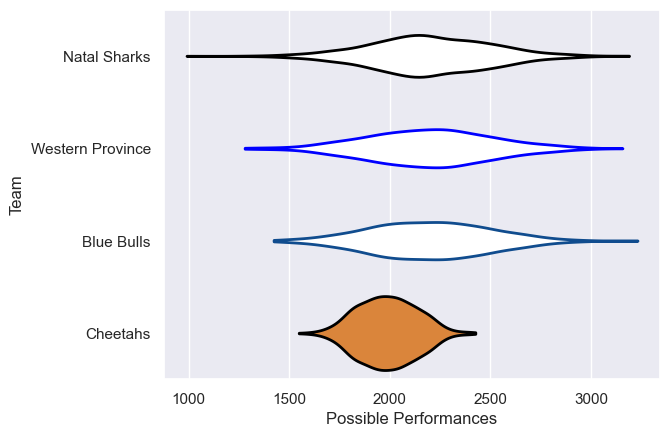 Natal Sharks
Western Province
Blue Bulls
Cheetahs
Team
1000 1500 2000 2500 3000
Possible Performances